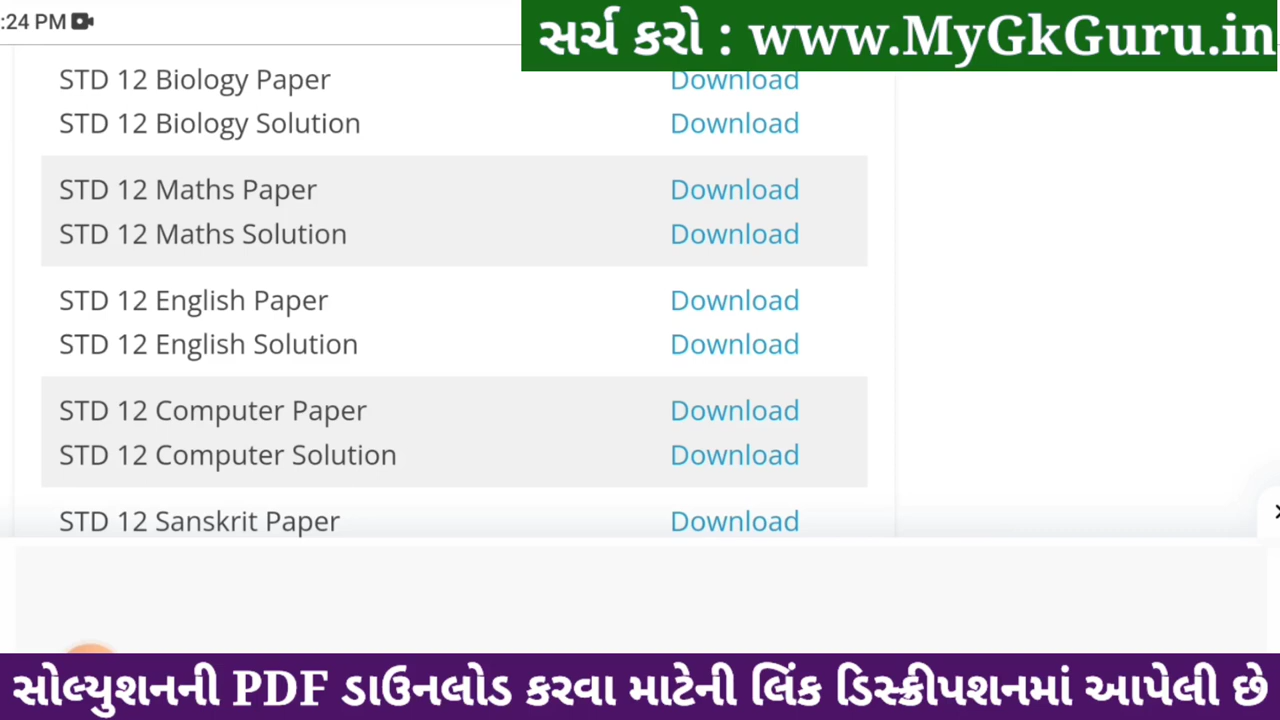 :24 PM
સર્ચ કરો : www.MyGkGuru.in
STD 12 Biology Paper Download
STD 12 Biology Solution Download
STD 12 Maths Paper Download
STD 12 Maths Solution Download
STD 12 English Paper Download
STD 12 English Solution Download
STD 12 Computer Paper Download
STD 12 Computer Solution Download
STD 12 Sanskrit Paper Download
સોલ્યુશનની PDF ડાઉનલોડ કરવા માટેની લિંક ડિસ્ક્રીપશનમાં આપેલી છે